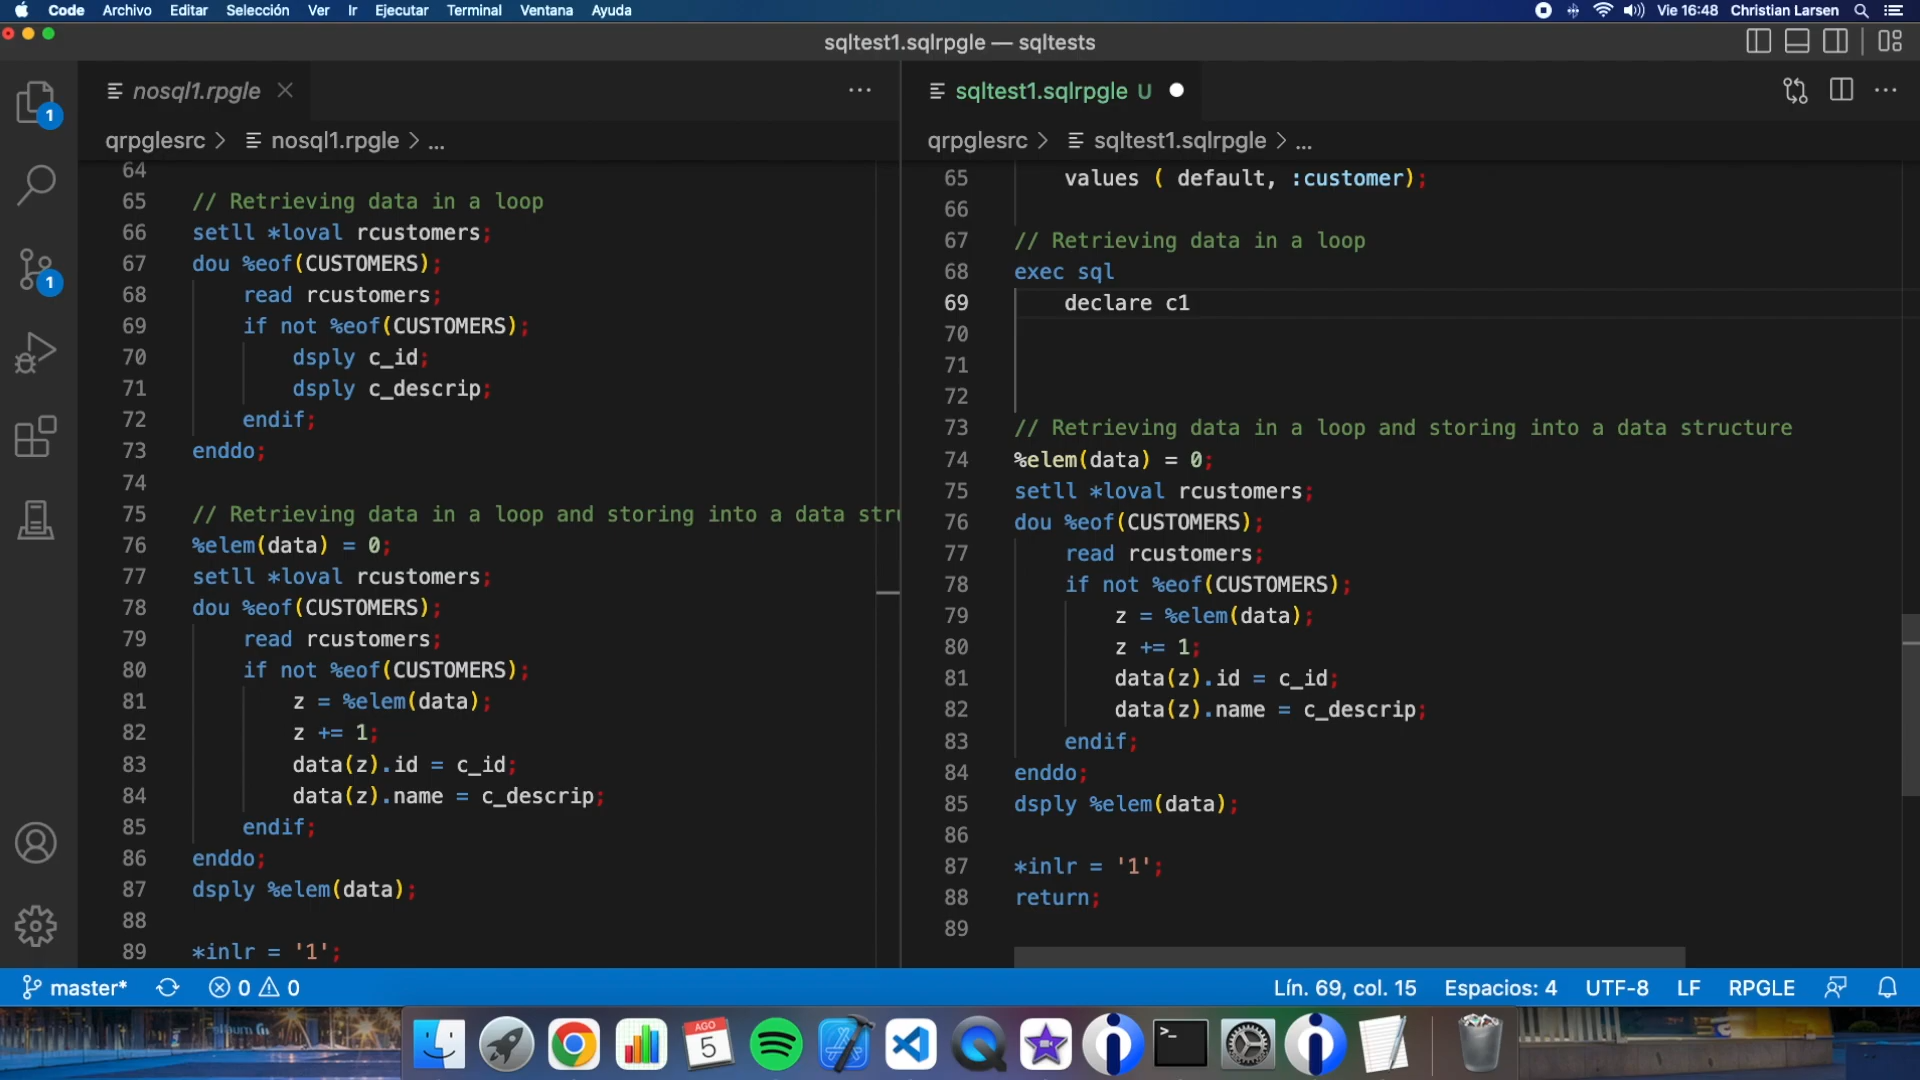 Code Archivo Editar Selección Ver Ir Ejecutar Terminal Ventana Ayuda Vie 16:48 Christian Larsen
sqltest1.sqlrpgle — sqltests
nosql1.rpgle
qrpglesrc > nosql1.rpgle > ...
64
65 // Retrieving data in a loop
66 setll *loval rcustomers;
67 dou %eof(CUSTOMERS);
68 read rcustomers;
69 if not %eof(CUSTOMERS);
70 dsply c_id;
71 dsply c_descrip;
72 endif;
73 enddo;
74
75 // Retrieving data in a loop and storing into a data stru
76 %elem(data) = 0;
77 setll *loval rcustomers;
78 dou %eof(CUSTOMERS);
79 read rcustomers;
80 if not %eof(CUSTOMERS);
81 z = %elem(data);
82 z += 1;
83 data(z).id = c_id;
84 data(z).name = c_descrip;
85 endif;
86 enddo;
87 dsply %elem(data);
88
89 *inlr = '1';
sqltest1.sqlrpgle U
qrpglesrc > sqltest1.sqlrpgle > ...
65 values ( default, :customer);
66
67 // Retrieving data in a loop
68 exec sql
69 declare c1
70
71
72
73 // Retrieving data in a loop and storing into a data structure
74 %elem(data) = 0;
75 setll *loval rcustomers;
76 dou %eof(CUSTOMERS);
77 read rcustomers;
78 if not %eof(CUSTOMERS);
79 z = %elem(data);
80 z += 1;
81 data(z).id = c_id;
82 data(z).name = c_descrip;
83 endif;
84 enddo;
85 dsply %elem(data);
86
87 *inlr = '1';
88 return;
89
1
1
master* 0 0 Lín. 69, col. 15 Espacios: 4 UTF-8 LF RPGLE
AGO
5